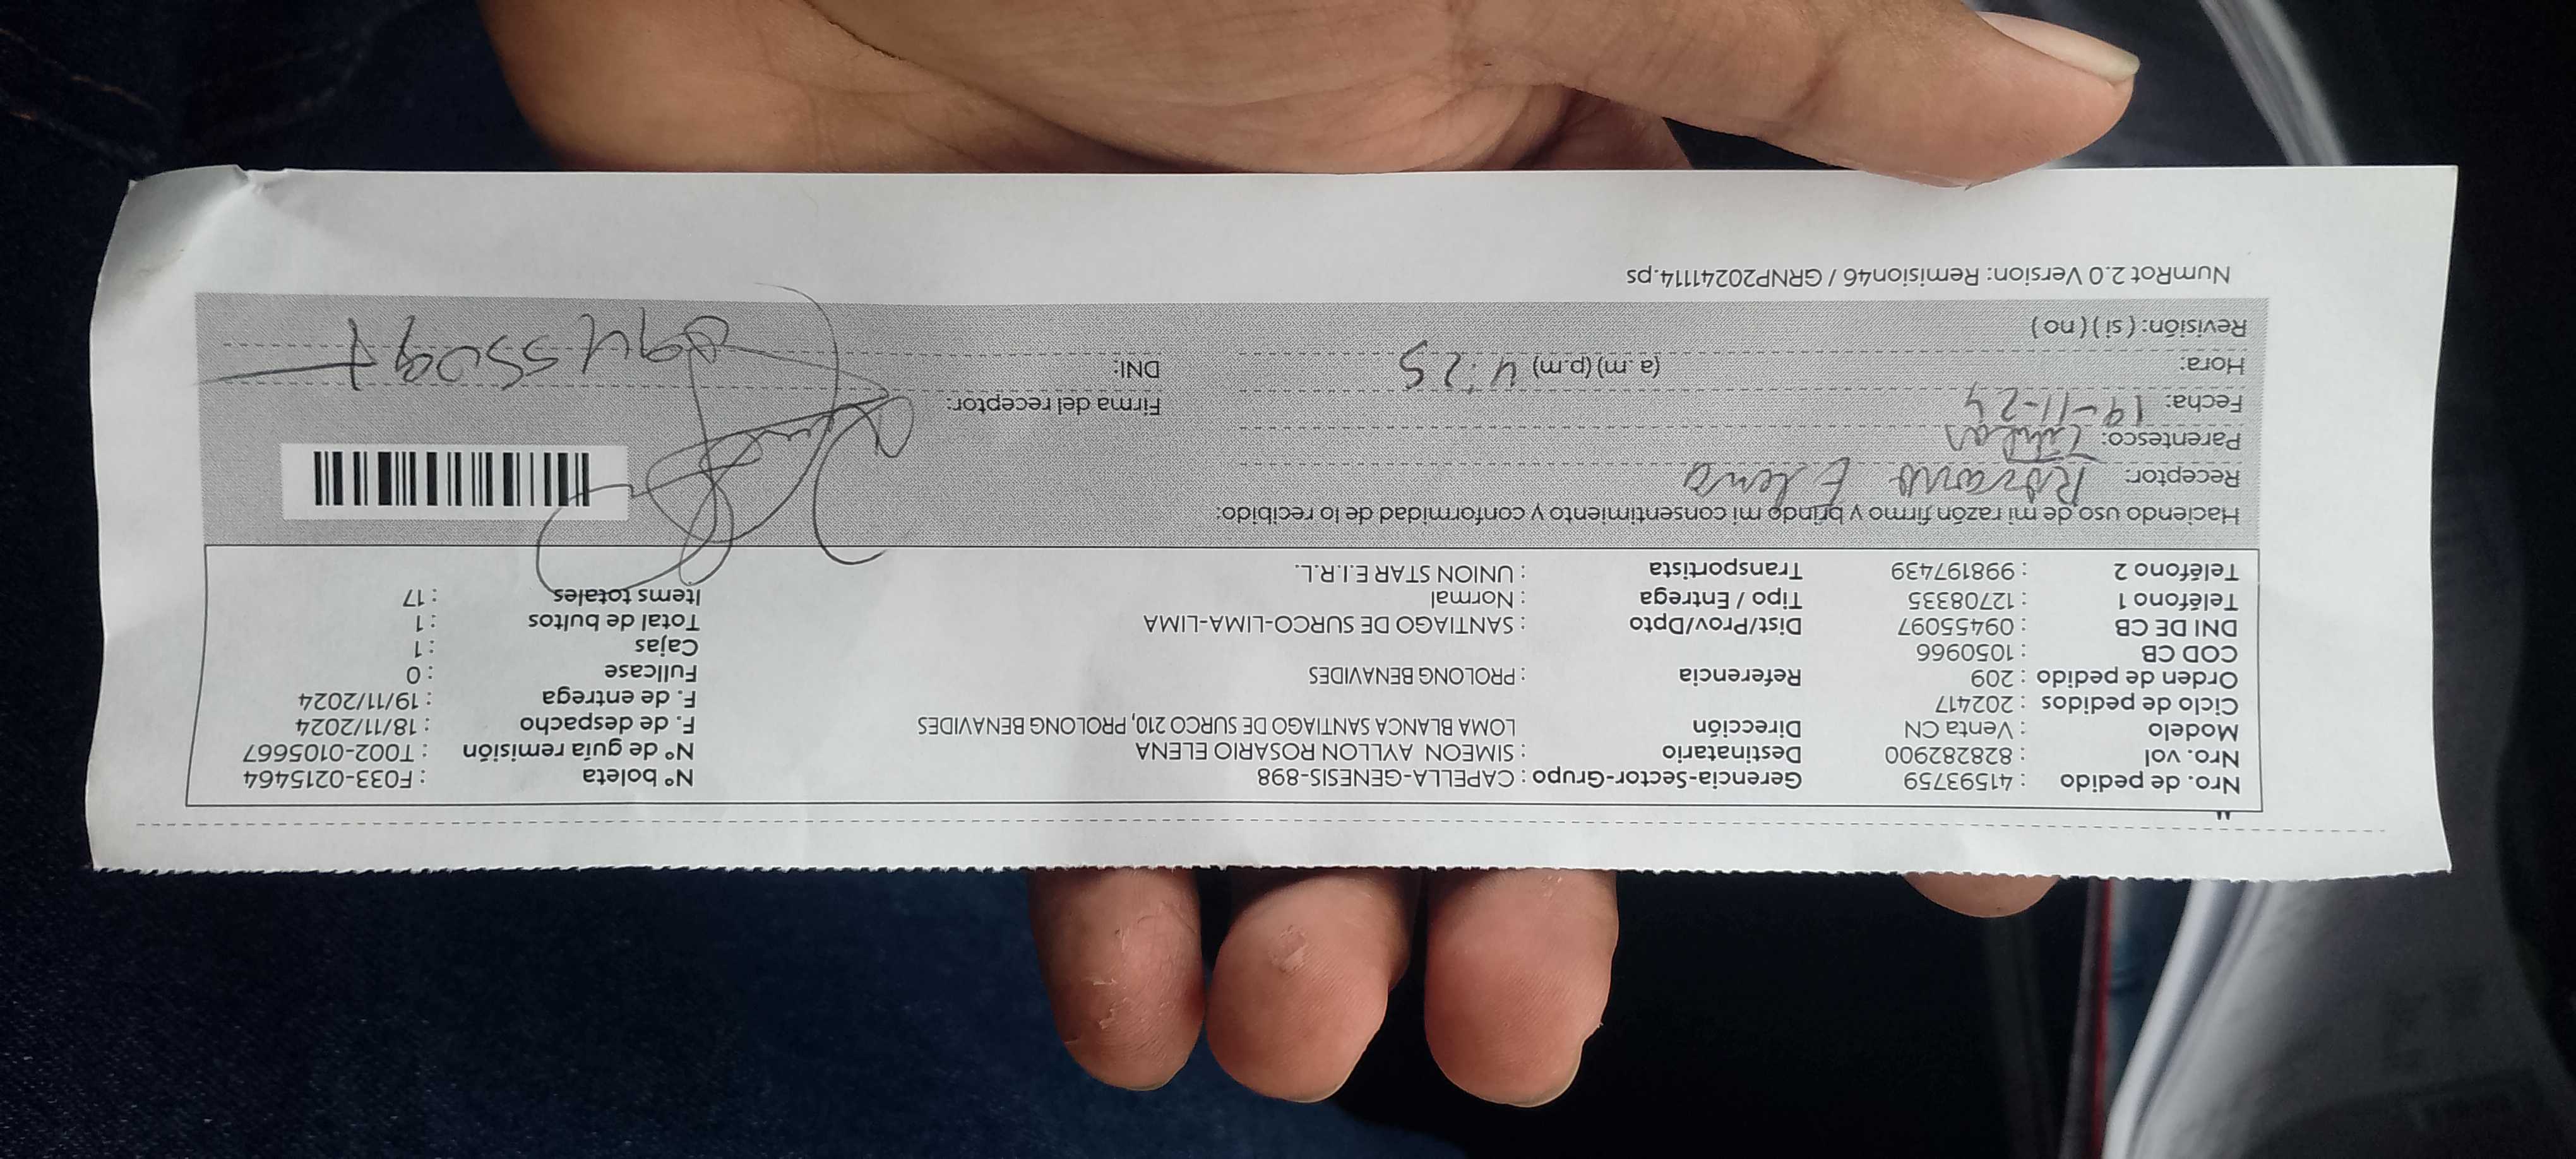 Nro. de pedido : 41593759 Gerencia-Sector-Grupo : CAPELLA-GENESIS-898 N° boleta : F033-0215464
Nro. vol : 828282900 Destinatario : SIMEON AYLLON ROSARIO ELENA N° de guía remisión : T002-0105667
Modelo : Venta CN Dirección LOMA BLANCA SANTIAGO DE SURCO 210, PROLONG BENAVIDES F. de despacho : 18/11/2024
Ciclo de pedidos : 202417 F. de entrega : 19/11/2024
Orden de pedido : 209 Referencia : PROLONG BENAVIDES Fullcase : 0
COD CB : 1050966 Cajas : 1
DNI DE CB : 09455097 Dist/Prov/Dpto : SANTIAGO DE SURCO-LIMA-LIMA Total de bultos : 1
Teléfono 1 : 12708335 Tipo / Entrega : Normal Items totales : 17
Teléfono 2 : 998197439 Transportista : UNION STAR E.I.R.L.
Haciendo uso de mi razón firmo y brindo mi consentimiento y conformidad de lo recibido:
Receptor: Rosario Elena
Parentesco: Titular
Fecha: 19-11-24 Firma del receptor:
Hora: (a. m) (p.m) 4:25 DNI: 09455097
Revisión: ( si ) ( no )
NumRot 2.0 Version: Remision46 / GRNP20241114.ps